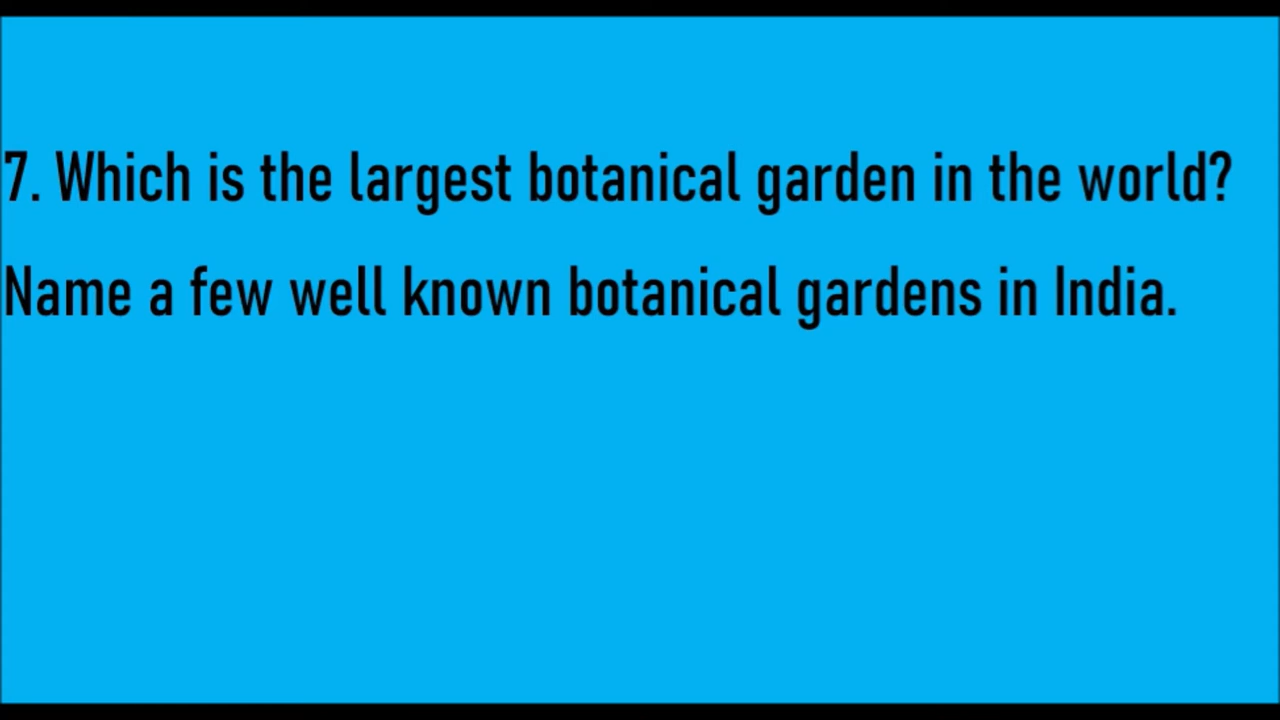 7. Which is the largest botanical garden in the world?
Name a few well known botanical gardens in India.